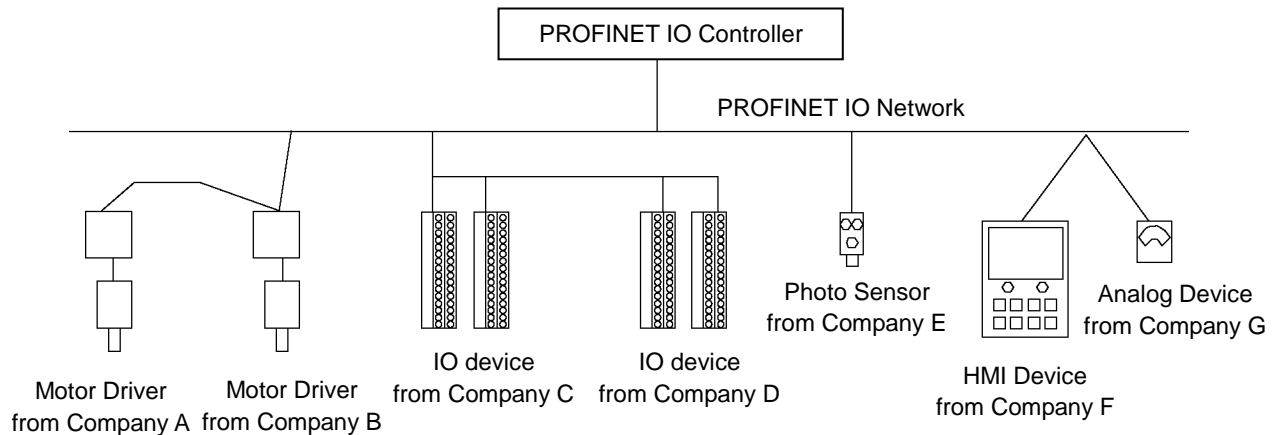 PROFINET IO Controller
PROFINET IO Network
Motor Driver
from Company A
Motor Driver
from Company B
IO device
from Company C
IO device
from Company D
Photo Sensor
from Company E
HMI Device
from Company F
Analog Device
from Company G